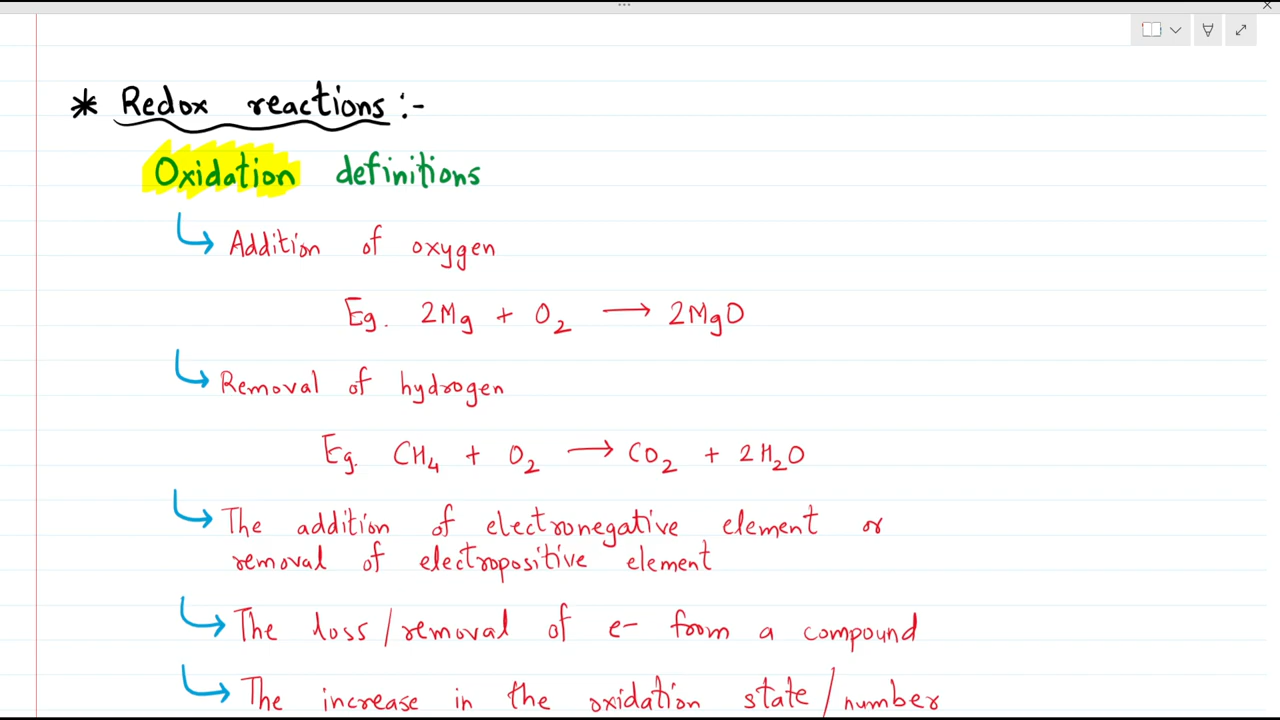 * Redox reactions :-
Oxidation definitions
Addition of oxygen
Eg. 2Mg + O₂ → 2MgO
Removal of hydrogen
Eg. CH₄ + O₂ → CO₂ + 2H₂O
The addition of electronegative element or
removal of electropositive element
The loss/removal of e- from a compound
The increase in the oxidation state/number